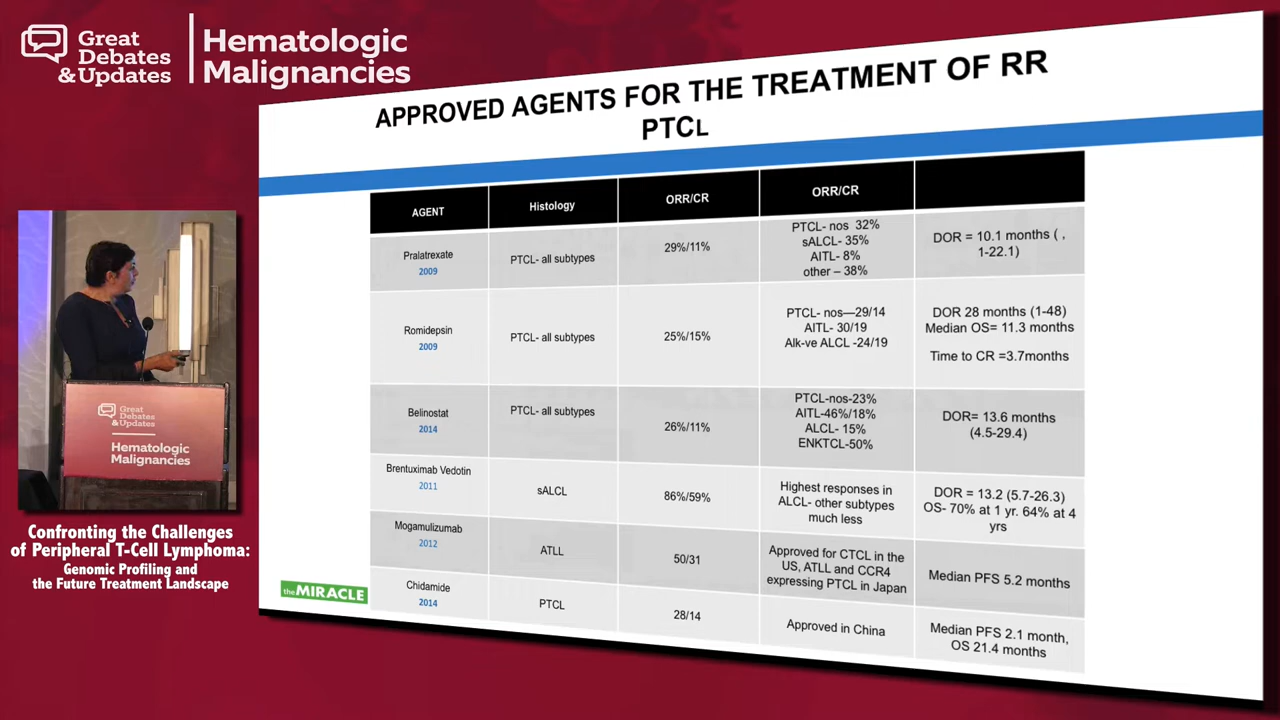 Great
Debates
& Updates
Hematologic
Malignancies
APPROVED AGENTS FOR THE TREATMENT OF RR
PTCL
AGENT
Histology
ORR/CR
ORR/CR
Pralatrexate
2009
PTCL- all subtypes
29%/11%
PTCL- nos 32%
sALCL- 35%
AITL- 8%
other – 38%
DOR = 10.1 months ( ,
1-22.1)
Romidepsin
2009
PTCL- all subtypes
25%/15%
PTCL- nos—29/14
AITL- 30/19
Alk-ve ALCL -24/19
DOR 28 months (1-48)
Median OS= 11.3 months
Time to CR =3.7months
Belinostat
2014
PTCL- all subtypes
26%/11%
PTCL-nos-23%
AITL-46%/18%
ALCL- 15%
ENKTCL-50%
DOR= 13.6 months
(4.5-29.4)
Brentuximab Vedotin
2011
sALCL
86%/59%
Highest responses in
ALCL- other subtypes
much less
DOR = 13.2 (5.7-26.3)
OS- 70% at 1 yr. 64% at 4
yrs
Mogamulizumab
2012
ATLL
50/31
Approved for CTCL in the
US, ATLL and CCR4
expressing PTCL in Japan
Median PFS 5.2 months
Chidamide
2014
PTCL
28/14
Approved in China
Median PFS 2.1 month,
OS 21.4 months
theMIRACLE
Great
Debates
& Updates
Hematologic
Malignancies
Confronting the Challenges
of Peripheral T-Cell Lymphoma:
Genomic Profiling and
the Future Treatment Landscape